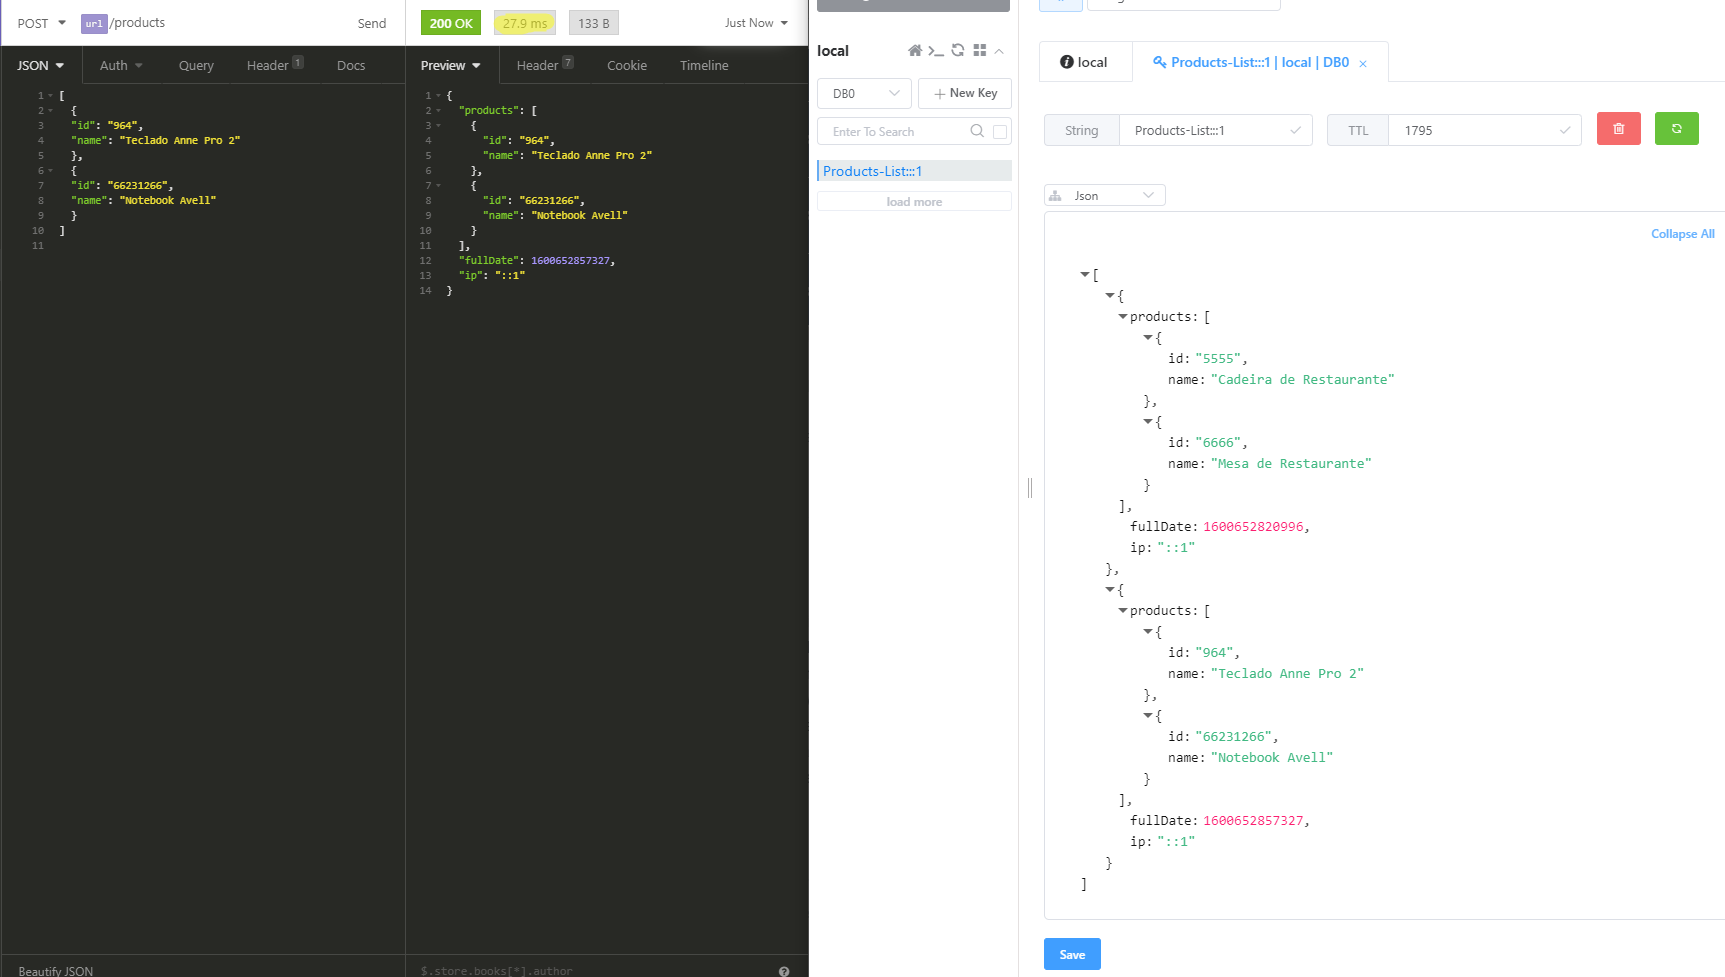 POST url /products Send
JSON Auth Query Header 1 Docs
1 [
2 {
3 "id": "964",
4 "name": "Teclado Anne Pro 2"
5 },
6 {
7 "id": "66231266",
8 "name": "Notebook Avell"
9 }
10 ]
11
Beautify JSON
200 OK 27.9 ms 133 B Just Now
Preview Header 7 Cookie Timeline
1 {
2 "products": [
3 {
4 "id": "964",
5 "name": "Teclado Anne Pro 2"
6 },
7 {
8 "id": "66231266",
9 "name": "Notebook Avell"
10 }
11 ],
12 "fullDate": 1600652857327,
13 "ip": "::1"
14 }
$.store.books[*].author
local
DB0 New Key
Enter To Search
Products-List:::1
load more
local Products-List:::1 | local | DB0
String Products-List:::1 TTL 1795
Json
Collapse All
[
{
products: [
{
id: "5555",
name: "Cadeira de Restaurante"
},
{
id: "6666",
name: "Mesa de Restaurante"
}
],
fullDate: 1600652820996,
ip: "::1"
},
{
products: [
{
id: "964",
name: "Teclado Anne Pro 2"
},
{
id: "66231266",
name: "Notebook Avell"
}
],
fullDate: 1600652857327,
ip: "::1"
}
]
Save